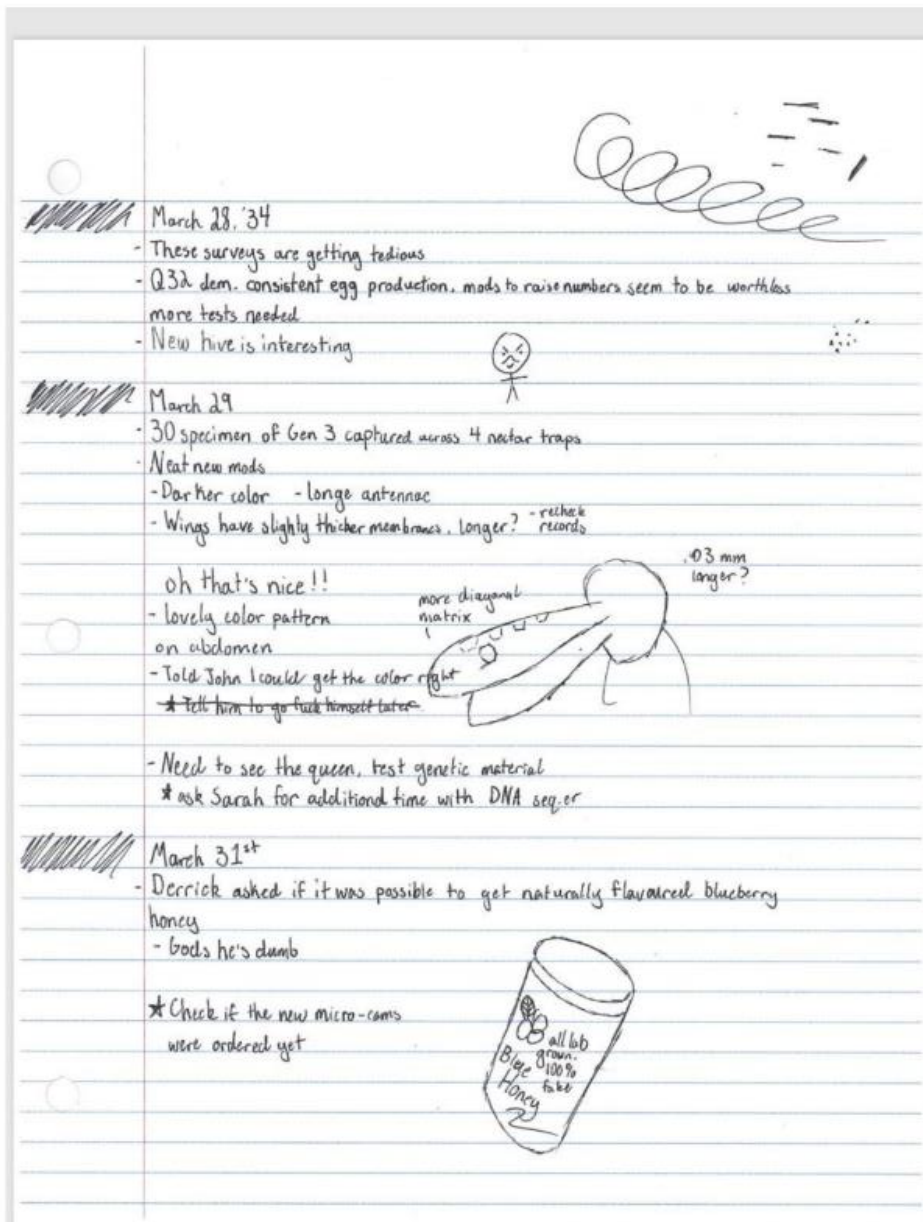 March 28, '34
- These surveys are getting tedious
- Q32 dem. consistent egg production, mods to raise numbers seem to be worthless
more tests needed
- New hive is interesting
March 29
- 30 specimen of Gen 3 captured across 4 nectar traps
- Neat new mods
- Darker color - longe antennae
- Wings have slightly thicker membranes, longer? - recheck
records
.03 mm
longer?
oh that's nice!!
more diagonal
matrix
- lovely color pattern
on abdomen
- Told John I could get the color right
★ Tell him to go fuck himself later
- Need to see the queen, test genetic material
★ ask Sarah for additional time with DNA seq.er
March 31st
- Derrick asked if it was possible to get naturally flavoured blueberry
honey
- Gods he's dumb
★ Check if the new micro-cams
were ordered yet
all lab
grown.
100%
fake
Blue
Honey